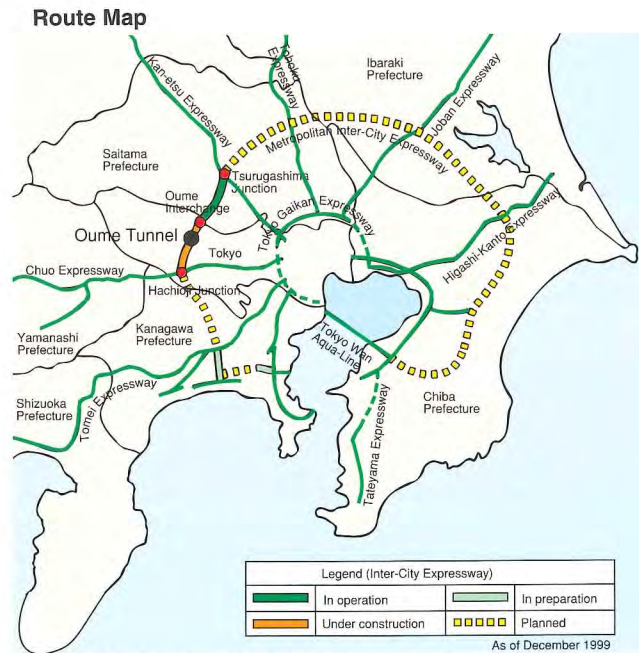 Route Map
Kan-etsu Expressway
Tohoku
Expressway
Ibaraki
Prefecture
Joban Expressway
Metropolitan Inter-City Expressway
Saitama
Prefecture
Tsurugashima
Junction
Oume
Interchange
Tokyo Gaikan Expressway
Higashi-Kanto Expressway
Oume Tunnel
Tokyo
Chuo Expressway
Hachioji Junction
Kanagawa
Prefecture
Yamanashi
Prefecture
Tokyo Wan
Aqua-Line
Tomei Expressway
Shizuoka
Prefecture
Chiba
Prefecture
Tateyama Expressway
Legend (Inter-City Expressway)
In operation
In preparation
Under construction
Planned
As of December 1999